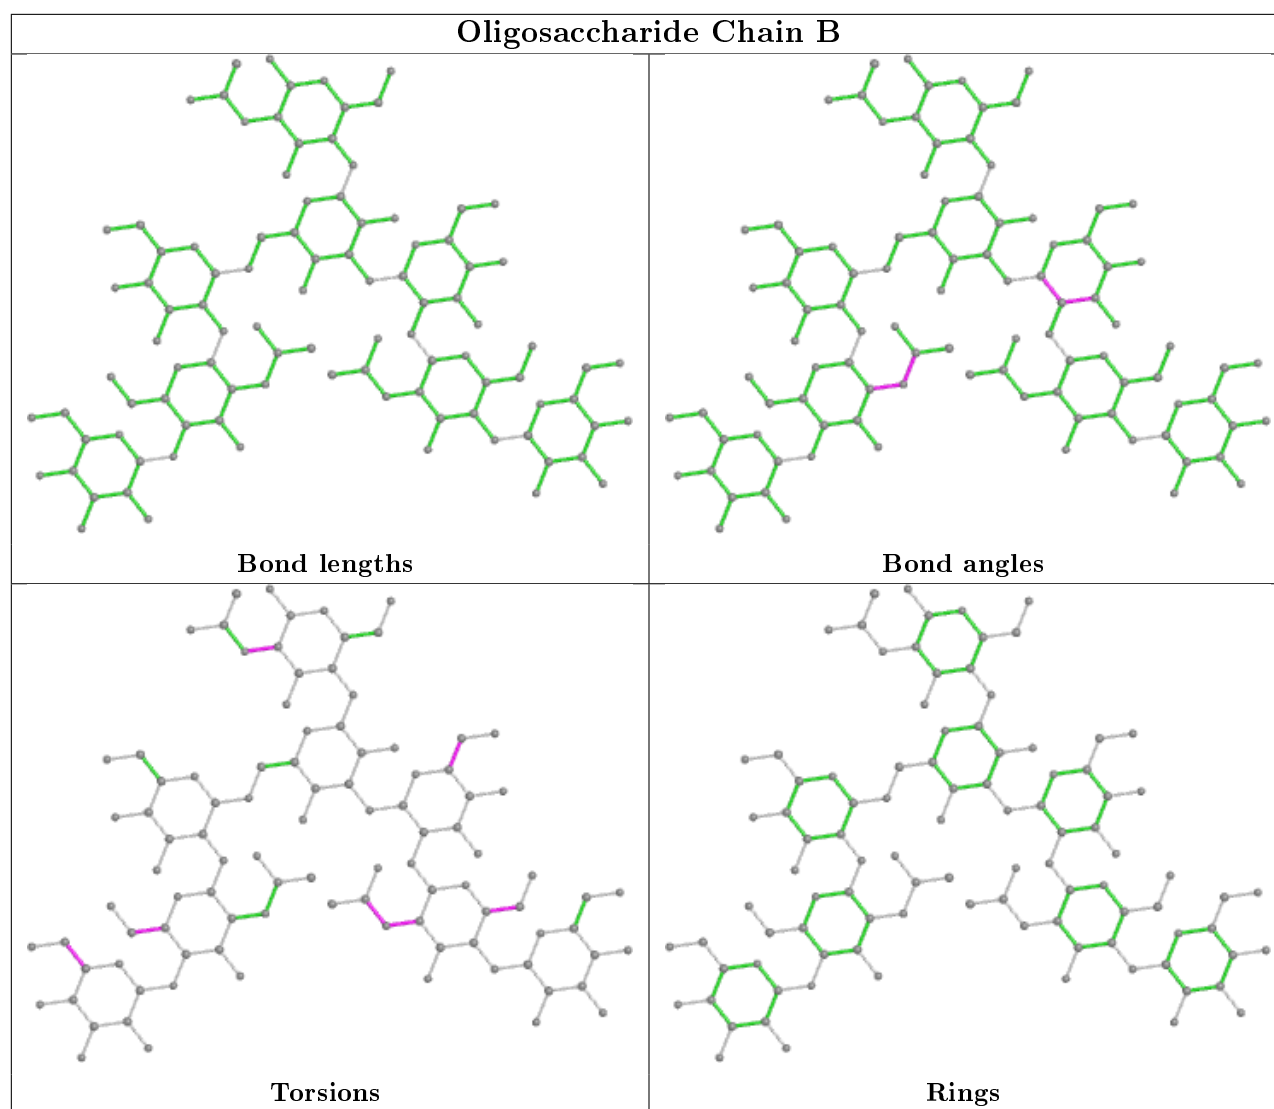 Oligosaccharide Chain B
Bond lengths
Bond angles
Torsions
Rings